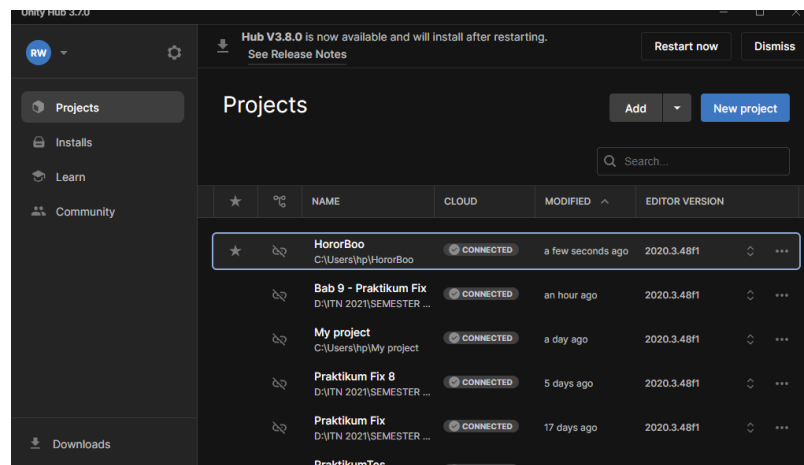 Unity Hub 3.7.0
RW
Hub V3.8.0 is now available and will install after restarting.
See Release Notes
Restart now
Dismiss
Projects
Installs
Learn
Community
Downloads
Projects
Add
New project
Search...
NAME CLOUD MODIFIED EDITOR VERSION
HororBoo CONNECTED a few seconds ago 2020.3.48f1
C:\Users\hp\HororBoo
Bab 9 - Praktikum Fix CONNECTED an hour ago 2020.3.48f1
D:\ITN 2021\SEMESTER ...
My project CONNECTED a day ago 2020.3.48f1
C:\Users\hp\My project
Praktikum Fix 8 CONNECTED 5 days ago 2020.3.48f1
D:\ITN 2021\SEMESTER ...
Praktikum Fix CONNECTED 17 days ago 2020.3.48f1
D:\ITN 2021\SEMESTER ...
PraktikumTes